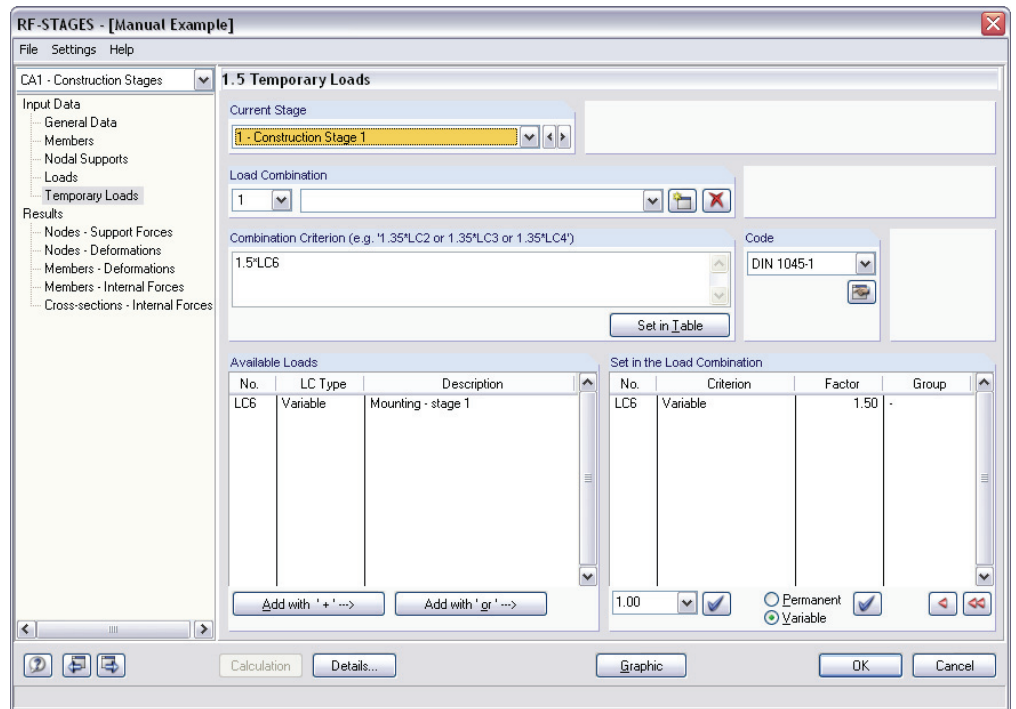 RF-STAGES - [Manual Example]
File Settings Help
CA1 - Construction Stages
Input Data
General Data
Members
Nodal Supports
Loads
Temporary Loads
Results
Nodes - Support Forces
Nodes - Deformations
Members - Deformations
Members - Internal Forces
Cross-sections - Internal Forces
1.5 Temporary Loads
Current Stage
1 - Construction Stage 1
Load Combination
1
Combination Criterion (e.g. '1.35*LC2 or 1.35*LC3 or 1.35*LC4')
1.5*LC6
Set in Table
Code
DIN 1045-1
Available Loads
No. LC Type Description
LC6 Variable Mounting - stage 1
Add with ' + ' --->
Add with ' or ' --->
Set in the Load Combination
No. Criterion Factor Group
LC6 Variable 1.50 -
1.00
Permanent
Variable
Calculation
Details...
Graphic
OK
Cancel